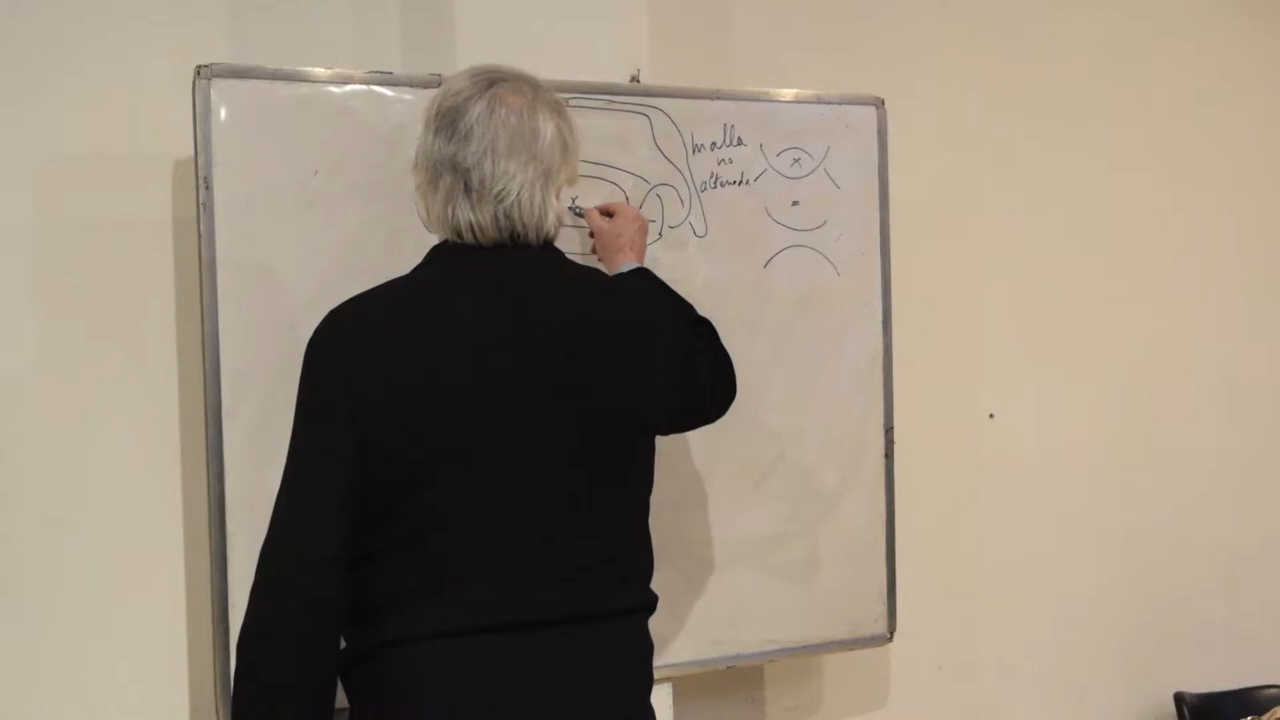 malla
no
alternada
x
=
x